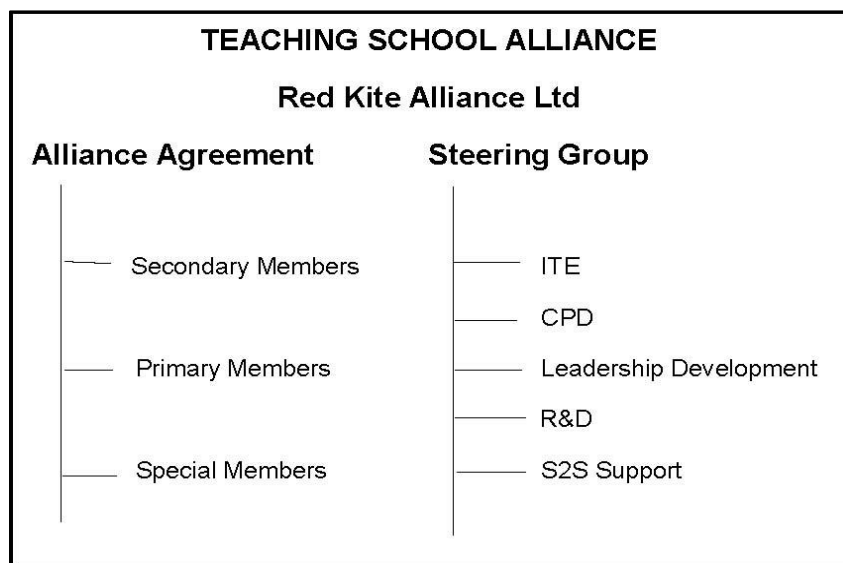 TEACHING SCHOOL ALLIANCE
Red Kite Alliance Ltd
Alliance Agreement
Secondary Members
Primary Members
Special Members
Steering Group
ITE
CPD
Leadership Development
R&D
S2S Support